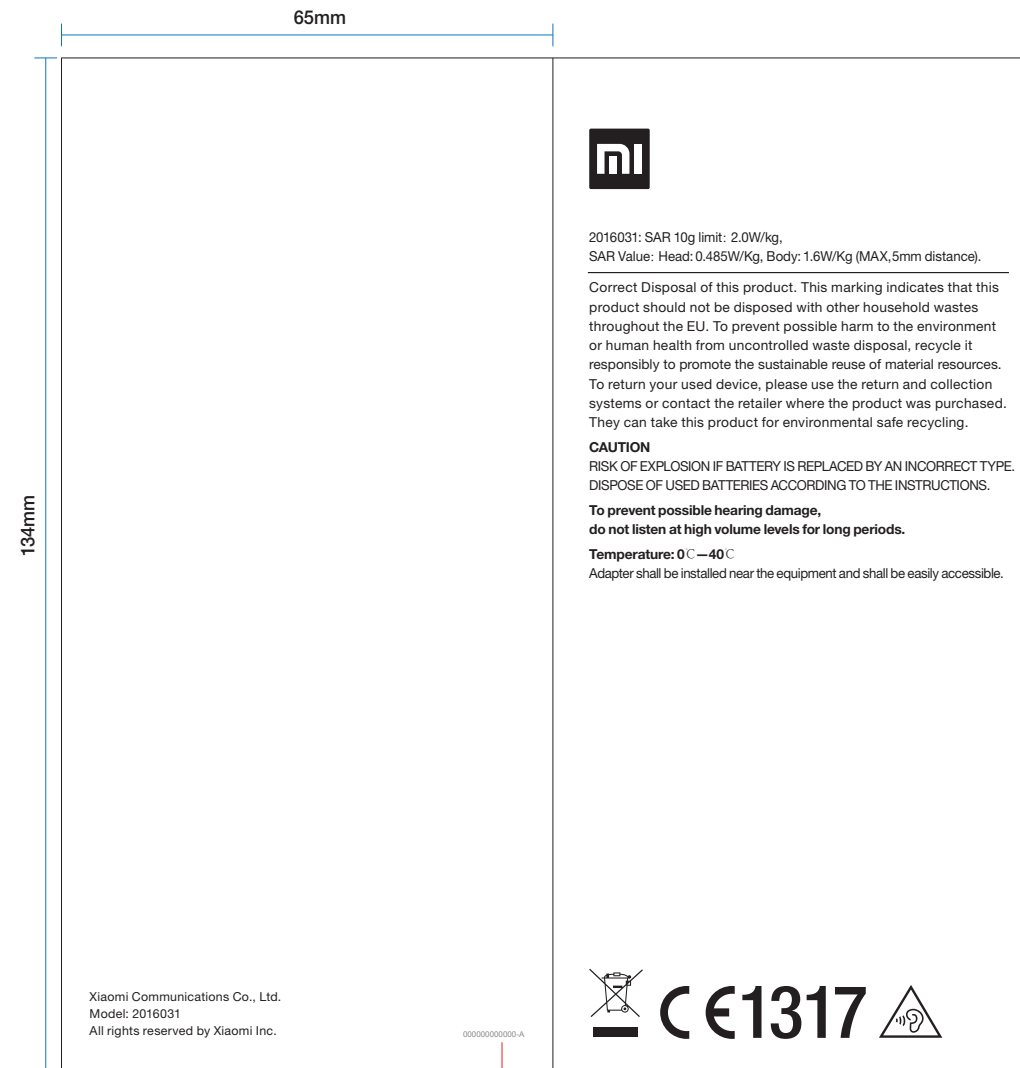 65mm
134mm
mi
2016031: SAR 10g limit: 2.0W/kg,
SAR Value: Head: 0.485W/Kg, Body: 1.6W/Kg (MAX,5mm distance).
Correct Disposal of this product. This marking indicates that this
product should not be disposed with other household wastes
throughout the EU. To prevent possible harm to the environment
or human health from uncontrolled waste disposal, recycle it
responsibly to promote the sustainable reuse of material resources.
To return your used device, please use the return and collection
systems or contact the retailer where the product was purchased.
They can take this product for environmental safe recycling.
CAUTION
RISK OF EXPLOSION IF BATTERY IS REPLACED BY AN INCORRECT TYPE.
DISPOSE OF USED BATTERIES ACCORDING TO THE INSTRUCTIONS.
To prevent possible hearing damage,
do not listen at high volume levels for long periods.
Temperature: 0℃—40℃
Adapter shall be installed near the equipment and shall be easily accessible.
Xiaomi Communications Co., Ltd.
Model: 2016031
All rights reserved by Xiaomi Inc.
000000000000-A
CE1317